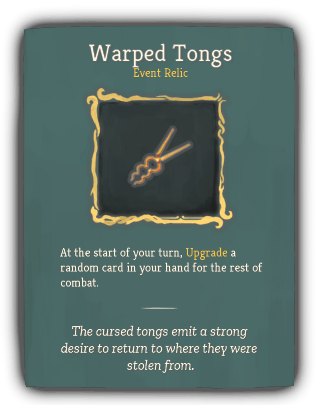 Warped Tongs
Event Relic
At the start of your turn, Upgrade a
random card in your hand for the rest of
combat.
The cursed tongs emit a strong
desire to return to where they were
stolen from.